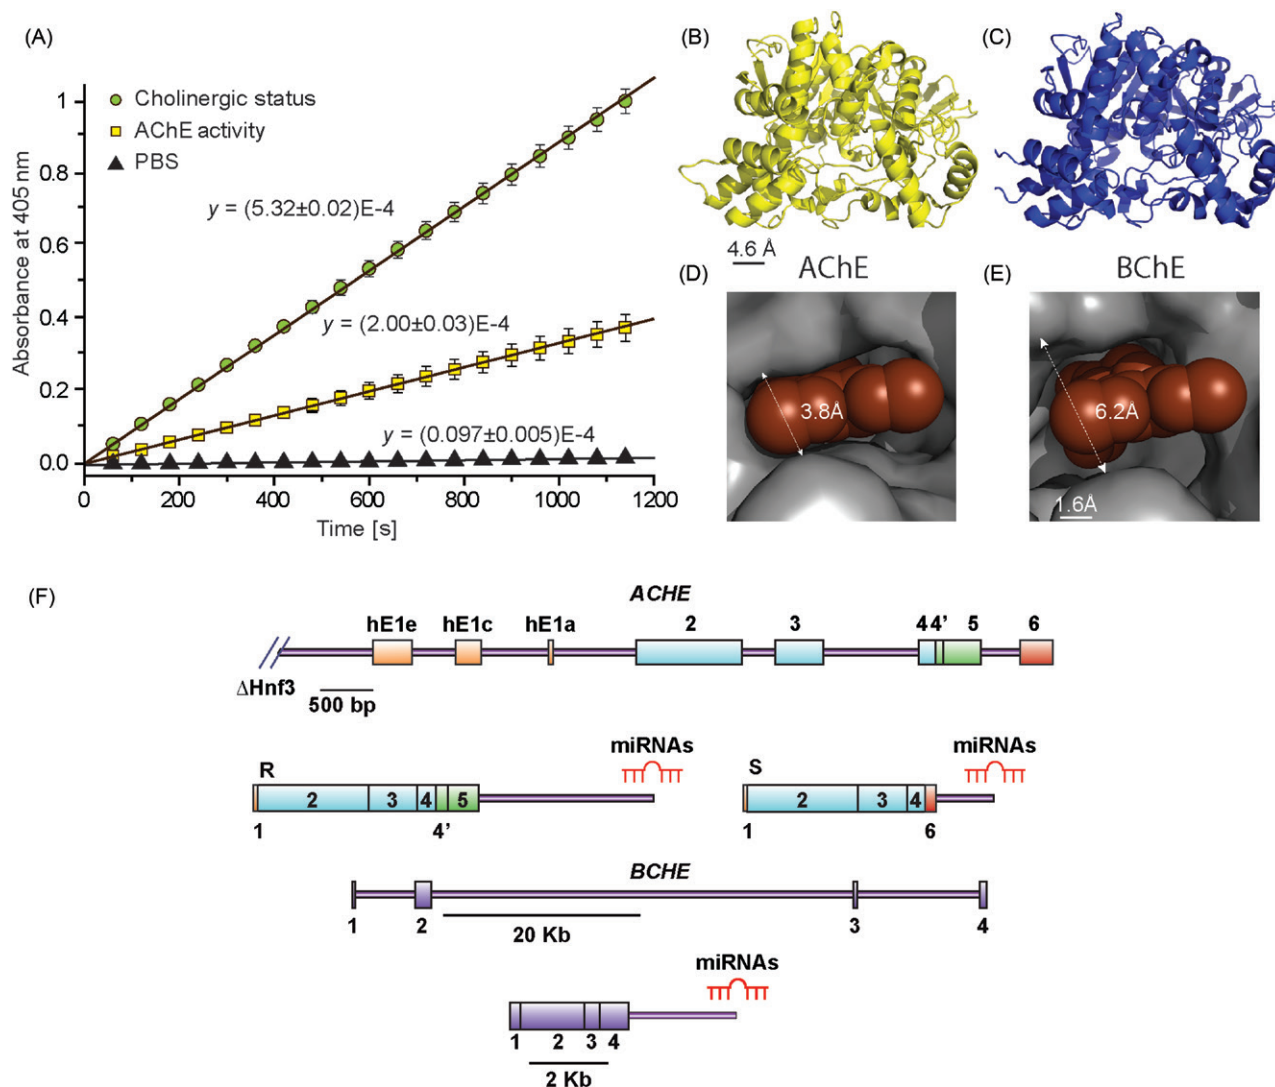 (A)
Absorbance at 405 nm
1
0.8
0.6
0.4
0.2
0.0
0
200
400
600
800
1000
1200
Time [s]
Cholinergic status
AChE activity
PBS
y = (5.32±0.02)E-4
y = (2.00±0.03)E-4
y = (0.097±0.005)E-4
(B)
(C)
4.6 Å
AChE
BChE
(D)
3.8Å
(E)
6.2Å
1.6Å
(F)
ACHE
hE1e
hE1c
hE1a
2
3
4
4'
5
6
ΔHnf3
500 bp
miRNAs
R
2
3
4
5
1
4'
miRNAs
S
2
3
4
1
6
BCHE
1
2
3
4
20 Kb
miRNAs
1
2
3
4
2 Kb